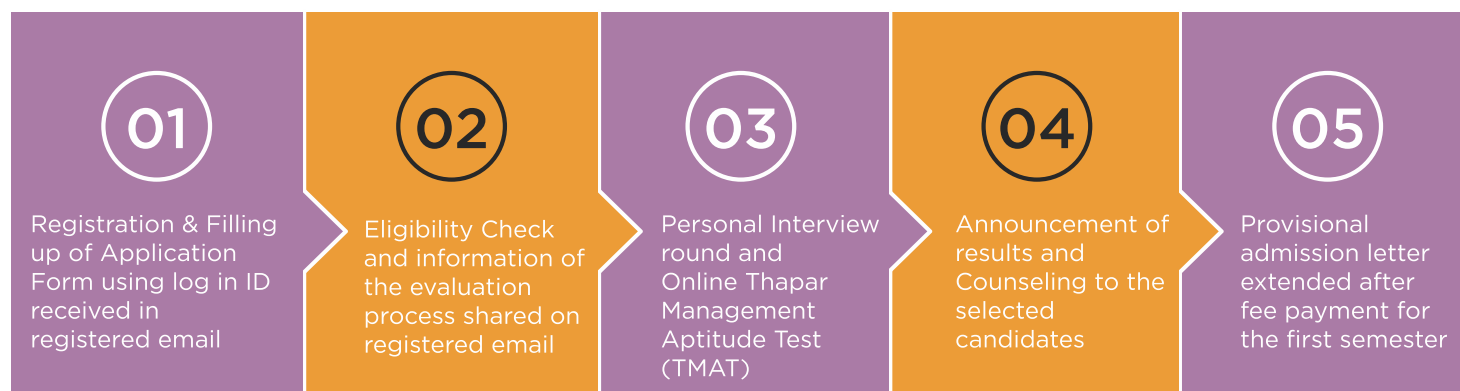 01
Registration & Filling
up of Application
Form using log in ID
received in
registered email
02
Eligibility Check
and information of
the evaluation
process shared on
registered email
03
Personal Interview
round and
Online Thapar
Management
Aptitude Test
(TMAT)
04
Announcement of
results and
Counseling to the
selected
candidates
05
Provisional
admission letter
extended after
fee payment for
the first semester